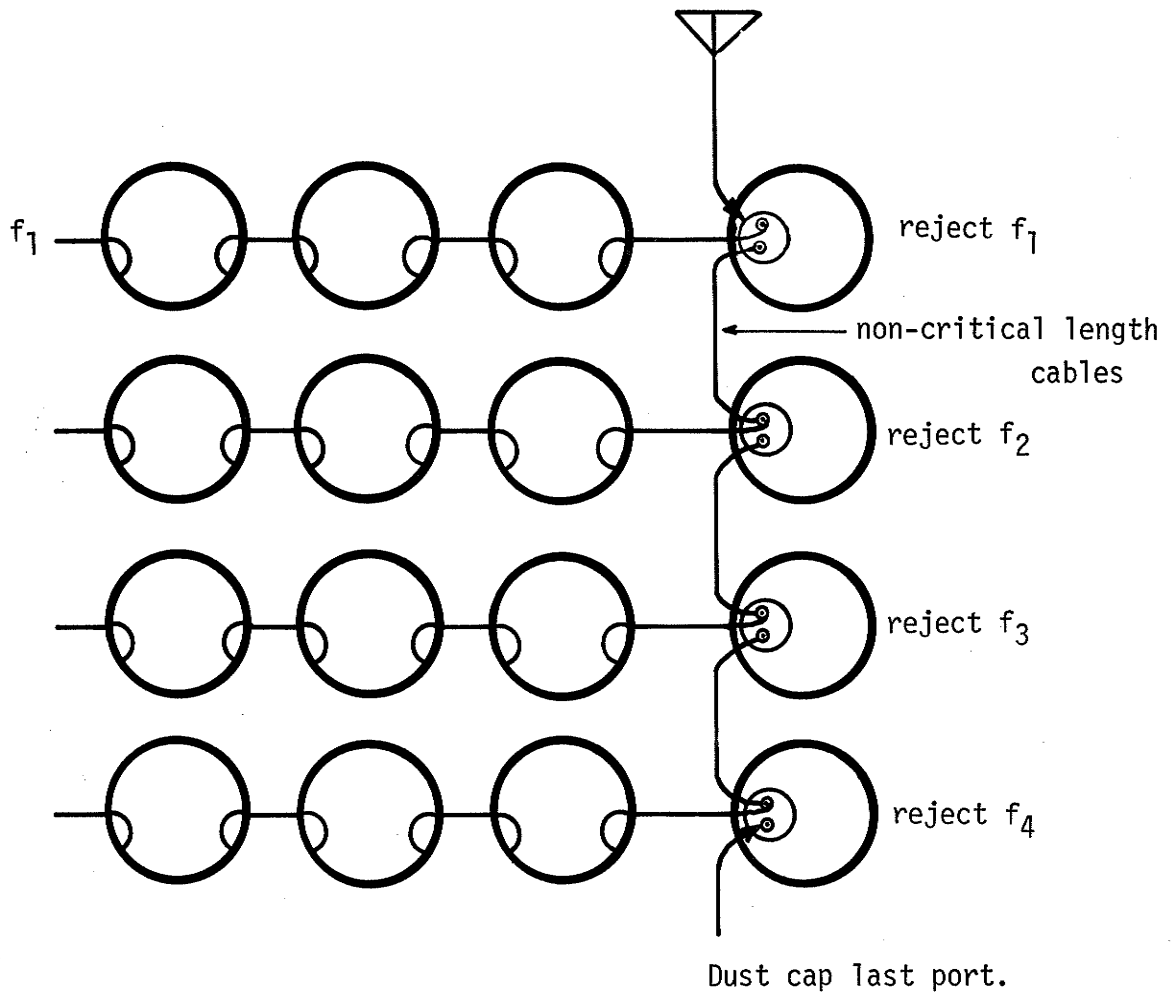 f1
reject f1
non-critical length
cables
reject f2
reject f3
reject f4
Dust cap last port.